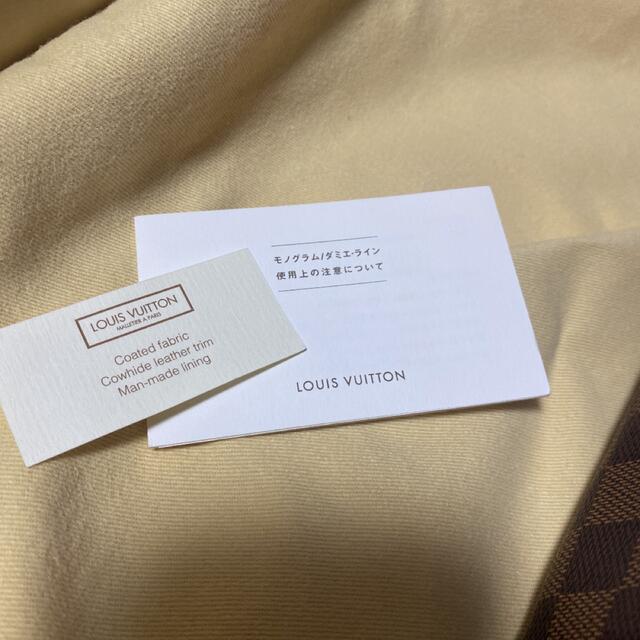 LOUIS VUITTON
MALLETIER A PARIS
Coated fabric
Cowhide leather trim
Man-made lining
モノグラム/ダミエ・ライン
使用上の注意について
LOUIS VUITTON